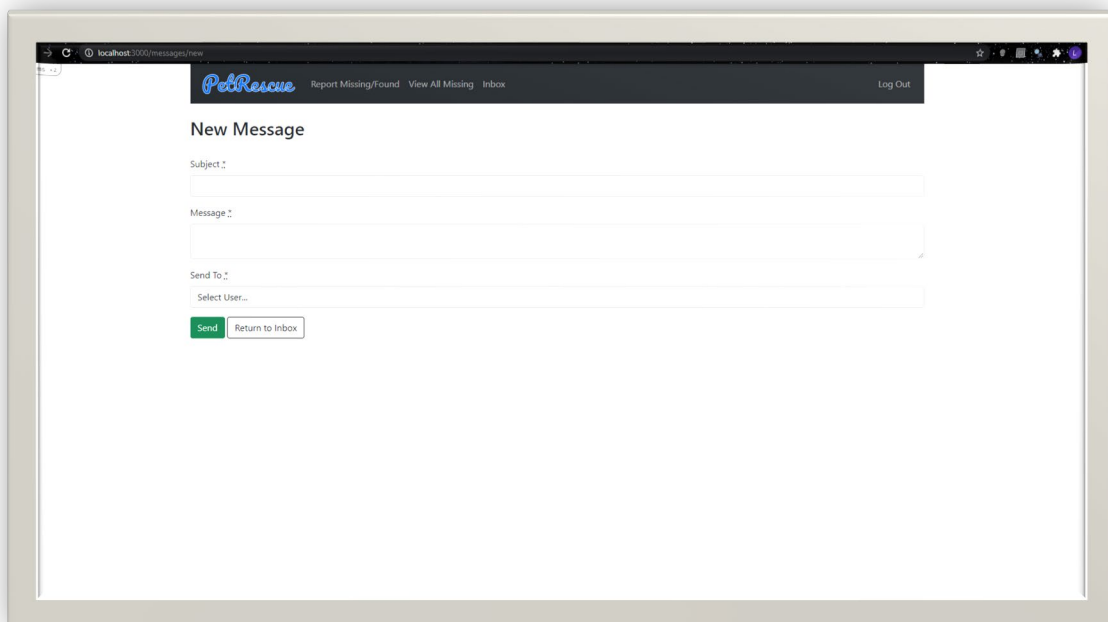 localhost:3000/messages/new
PetRescue Report Missing/Found View All Missing Inbox Log Out
New Message
Subject *
Message *
Send To *
Select User...
Send Return to Inbox